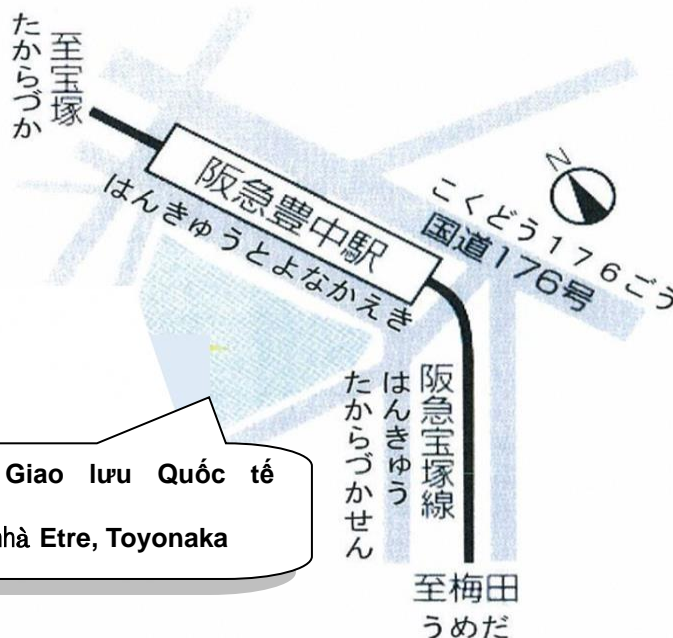 至宝塚
たからづか
阪急豊中駅
はんきゅうとよなかえき
N
こくどう176ごう
国道176号
阪急宝塚線
はんきゅう
たからづかせん
Giao lưu Quốc tế
nhà Etre, Toyonaka
至梅田
うめだ